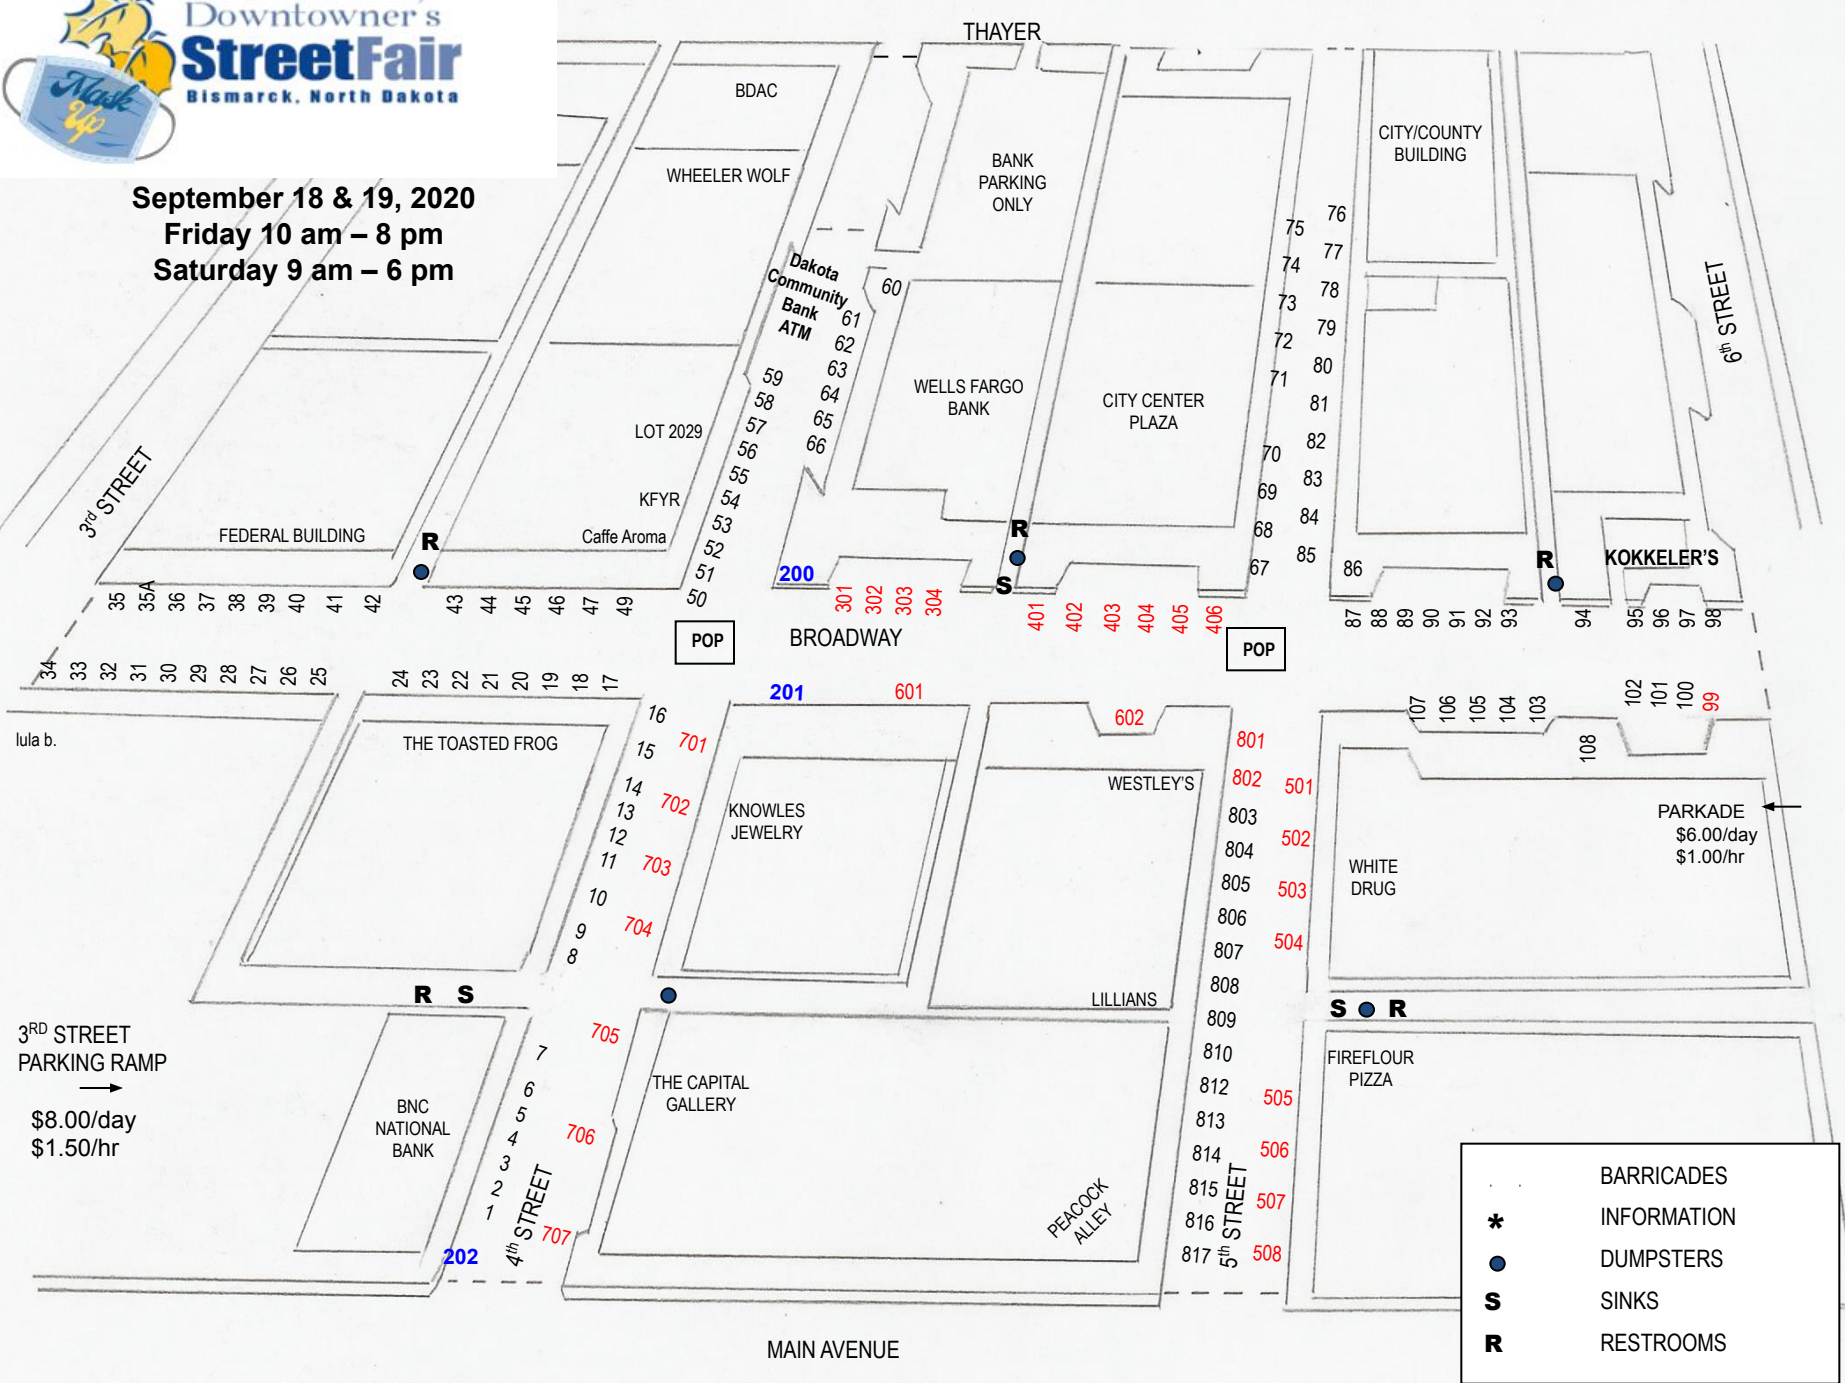 Downtowner's
StreetFair
Bismarck, North Dakota
Mask
Up
September 18 & 19, 2020
Friday 10 am – 8 pm
Saturday 9 am – 6 pm
THAYER
BDAC
WHEELER WOLF
BANK
PARKING
ONLY
CITY/COUNTY
BUILDING
Dakota
Community
Bank
ATM
60
61
62
63
64
65
66
59
58
57
56
55
54
53
52
51
50
75
74
73
72
71
70
69
68
67
76
77
78
79
80
81
82
83
84
85
86
6th STREET
3rd STREET
WELLS FARGO
BANK
CITY CENTER
PLAZA
LOT 2029
KFYR
Caffe Aroma
FEDERAL BUILDING
R
R
S
R
KOKKELER'S
35 35A 36 37 38 39 40 41 42
43 44 45 46 47 49
200
301 302 303 304
401 402 403 404 405 406
87 88 89 90 91 92 93
94
95 96 97 98
POP
BROADWAY
POP
34 33 32 31 30 29 28 27 26 25
24 23 22 21 20 19 18 17
201
601
602
107 106 105 104 103
108
102 101 100 99
lula b.
THE TOASTED FROG
16
15
14
13
12
11
10
9
8
701
702
703
704
KNOWLES
JEWELRY
WESTLEY'S
LILLIANS
801
802
803
804
805
806
807
808
809
810
812
813
814
815
816
817
501
502
503
504
WHITE
DRUG
PARKADE
$6.00/day
$1.00/hr
R S
S R
3RD STREET
PARKING RAMP
$8.00/day
$1.50/hr
BNC
NATIONAL
BANK
7
6
5
4
3
2
1
202
4th STREET
705
706
707
THE CAPITAL
GALLERY
PEACOCK
ALLEY
5th STREET
505
506
507
508
FIREFLOUR
PIZZA
BARRICADES
* INFORMATION
DUMPSTERS
S SINKS
R RESTROOMS
MAIN AVENUE